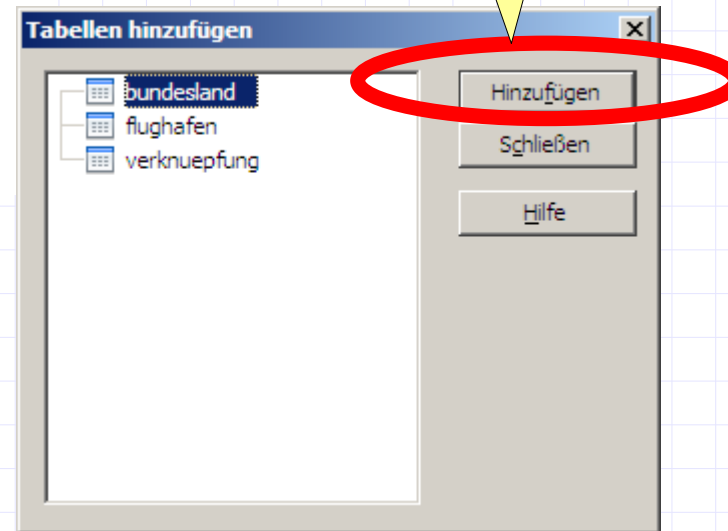 Tabellen hinzufügen
bundesland
flughafen
verknuepfung
Hinzufügen
Schließen
Hilfe